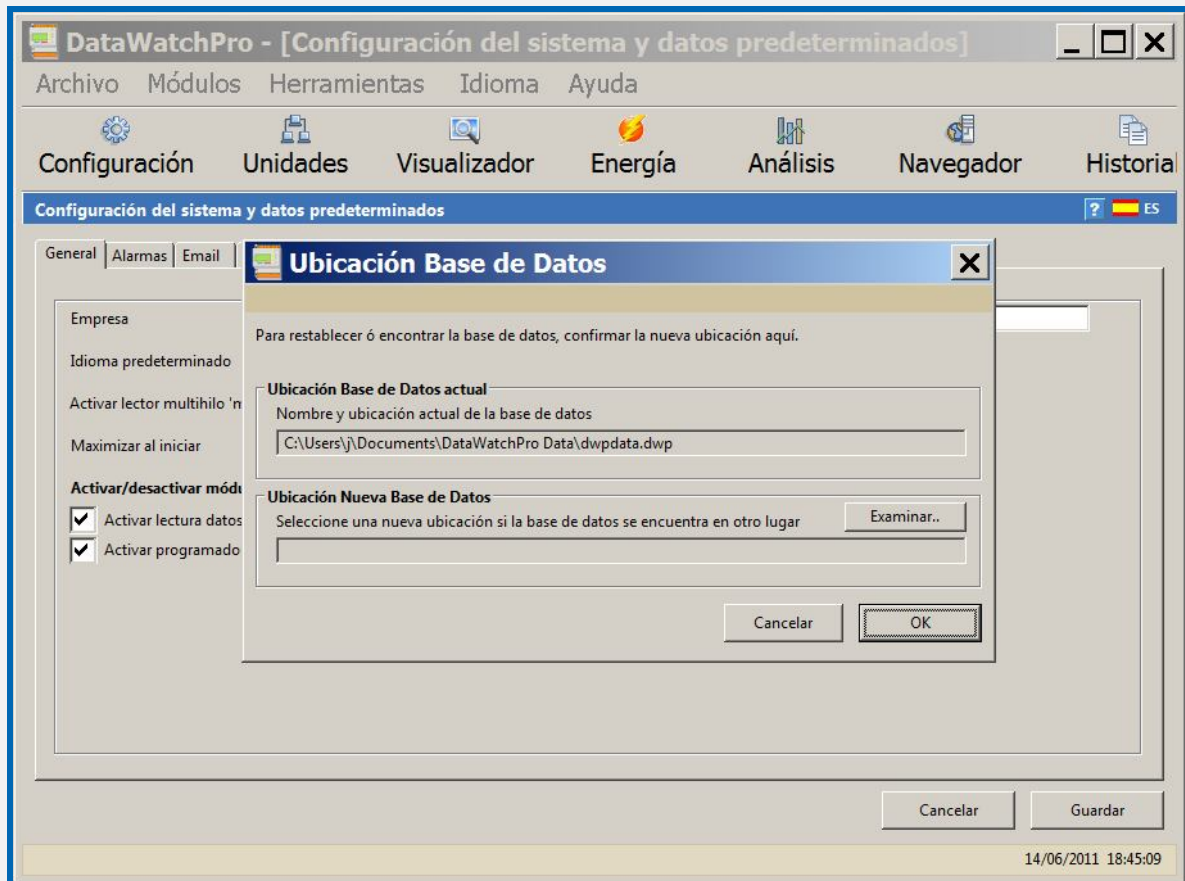 DataWatchPro - [Configuración del sistema y datos predeterminados]
Archivo Módulos Herramientas Idioma Ayuda
Configuración Unidades Visualizador Energía Análisis Navegador Historial
Configuración del sistema y datos predeterminados ? ES
General Alarmas Email
Ubicación Base de Datos
Empresa
Para restablecer ó encontrar la base de datos, confirmar la nueva ubicación aquí.
Idioma predeterminado
Ubicación Base de Datos actual
Activar lector multihilo 'm
Nombre y ubicación actual de la base de datos
C:\Users\j\Documents\DataWatchPro Data\dwpdata.dwp
Maximizar al iniciar
Activar/desactivar módu
Ubicación Nueva Base de Datos
Activar lectura datos
Seleccione una nueva ubicación si la base de datos se encuentra en otro lugar
Examinar..
Activar programado
Cancelar OK
Cancelar Guardar
14/06/2011 18:45:09